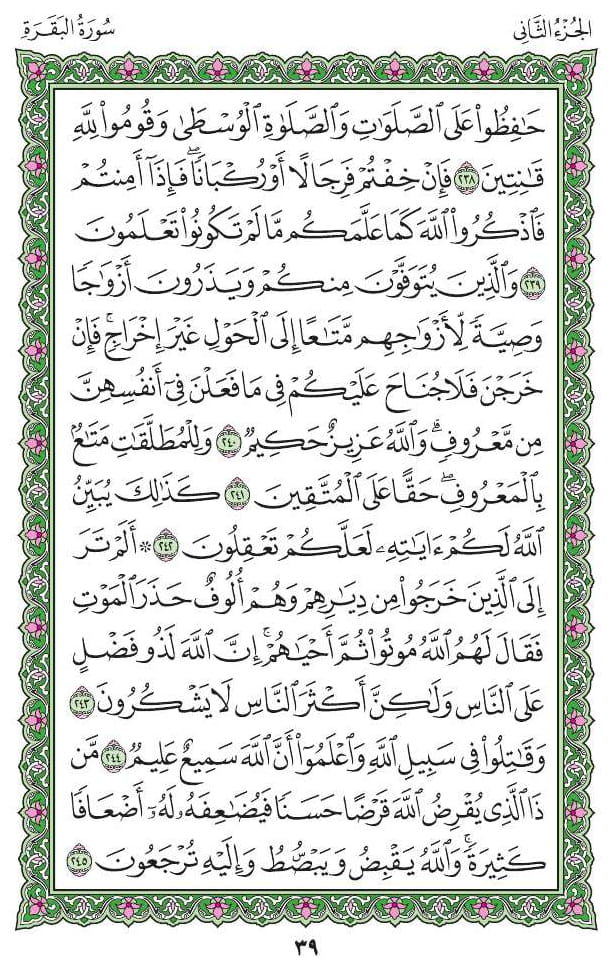 الجُزْءُ الثَّانِى
سُورَةُ البَقَرَةِ
حَٰفِظُواْ عَلَى ٱلصَّلَوَٰتِ وَٱلصَّلَوٰةِ ٱلْوُسْطَىٰ وَقُومُواْ لِلَّهِ
قَٰنِتِينَ ٢٣٨ فَإِنْ خِفْتُمْ فَرِجَالًا أَوْ رُكْبَانًاۖ فَإِذَآ أَمِنتُمْ
فَٱذْكُرُواْ ٱللَّهَ كَمَا عَلَّمَكُم مَّا لَمْ تَكُونُواْ تَعْلَمُونَ
٢٣٩ وَٱلَّذِينَ يُتَوَفَّوْنَ مِنكُمْ وَيَذَرُونَ أَزْوَٰجًا
وَصِيَّةً لِّأَزْوَٰجِهِم مَّتَٰعًا إِلَى ٱلْحَوْلِ غَيْرَ إِخْرَاجٍۚ فَإِنْ
خَرَجْنَ فَلَا جُنَاحَ عَلَيْكُمْ فِى مَا فَعَلْنَ فِىٓ أَنفُسِهِنَّ
مِن مَّعْرُوفٍۗ وَٱللَّهُ عَزِيزٌ حَكِيمٌ ٢٤٠ وَلِلْمُطَلَّقَٰتِ مَتَٰعٌۢ
بِٱلْمَعْرُوفِۖ حَقًّا عَلَى ٱلْمُتَّقِينَ ٢٤١ كَذَٰلِكَ يُبَيِّنُ
ٱللَّهُ لَكُمْ ءَايَٰتِهِۦ لَعَلَّكُمْ تَعْقِلُونَ ٢٤٢ ۞ أَلَمْ تَرَ
إِلَى ٱلَّذِينَ خَرَجُواْ مِن دِيَٰرِهِمْ وَهُمْ أُلُوفٌ حَذَرَ ٱلْمَوْتِ
فَقَالَ لَهُمُ ٱللَّهُ مُوتُواْ ثُمَّ أَحْيَٰهُمْۚ إِنَّ ٱللَّهَ لَذُو فَضْلٍ
عَلَى ٱلنَّاسِ وَلَٰكِنَّ أَكْثَرَ ٱلنَّاسِ لَا يَشْكُرُونَ ٢٤٣
وَقَٰتِلُواْ فِى سَبِيلِ ٱللَّهِ وَٱعْلَمُوٓاْ أَنَّ ٱللَّهَ سَمِيعٌ عَلِيمٌ ٢٤٤ مَّن
ذَا ٱلَّذِى يُقْرِضُ ٱللَّهَ قَرْضًا حَسَنًا فَيُضَٰعِفَهُۥ لَهُۥٓ أَضْعَافًا
كَثِيرَةًۚ وَٱللَّهُ يَقْبِضُ وَيَبْصُۜطُ وَإِلَيْهِ تُرْجَعُونَ ٢٤٥
٣٩